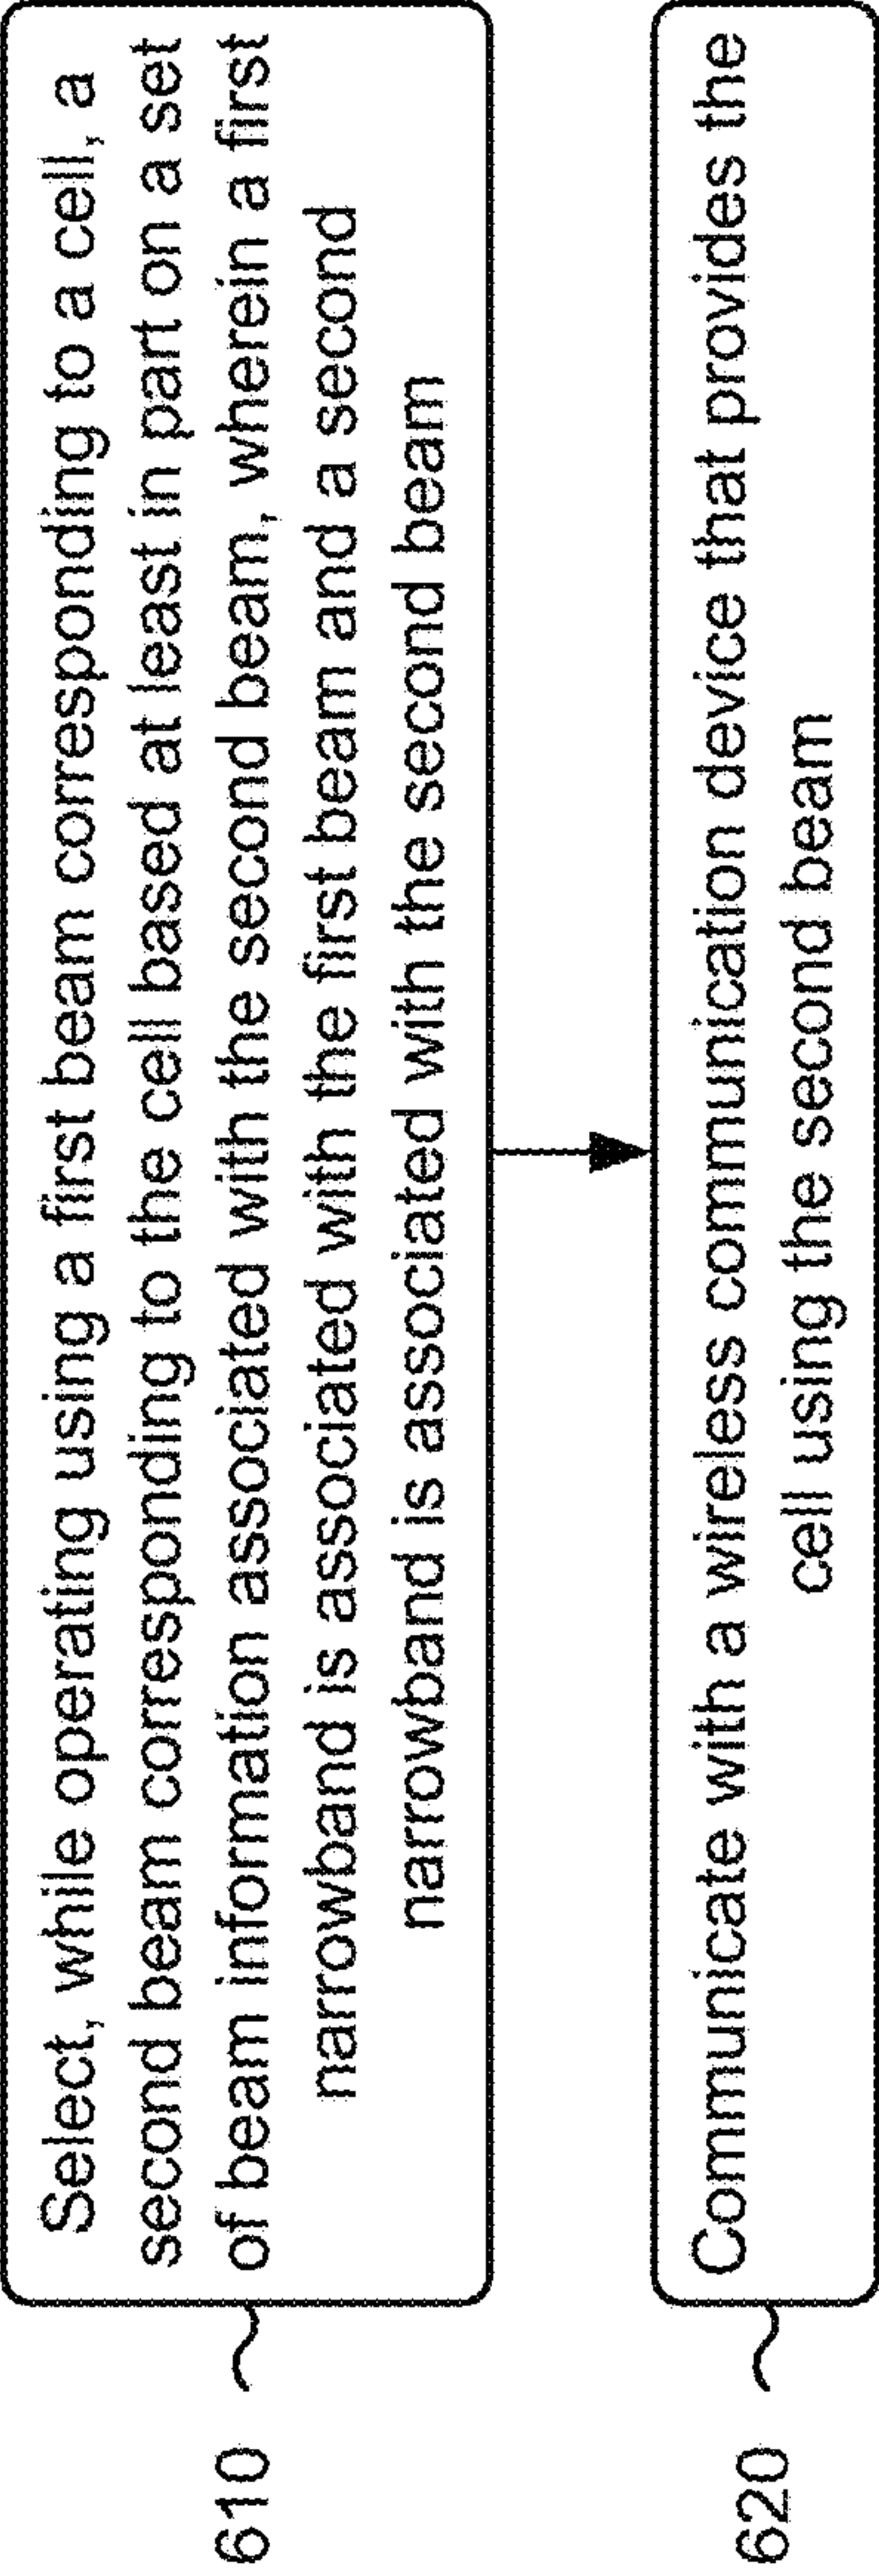 610
Select, while operating using a first beam corresponding to a cell, a
second beam corresponding to the cell based at least in part on a set
of beam information associated with the second beam, wherein a first
narrowband is associated with the first beam and a second
narrowband is associated with the second beam
620
Communicate with a wireless communication device that provides the
cell using the second beam